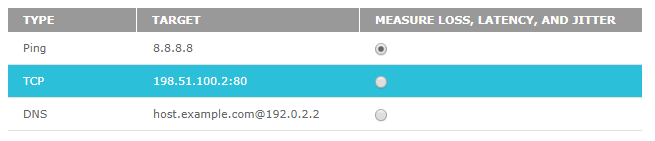 TYPE TARGET MEASURE LOSS, LATENCY, AND JITTER
Ping 8.8.8.8
TCP 198.51.100.2:80
DNS host.example.com@192.0.2.2